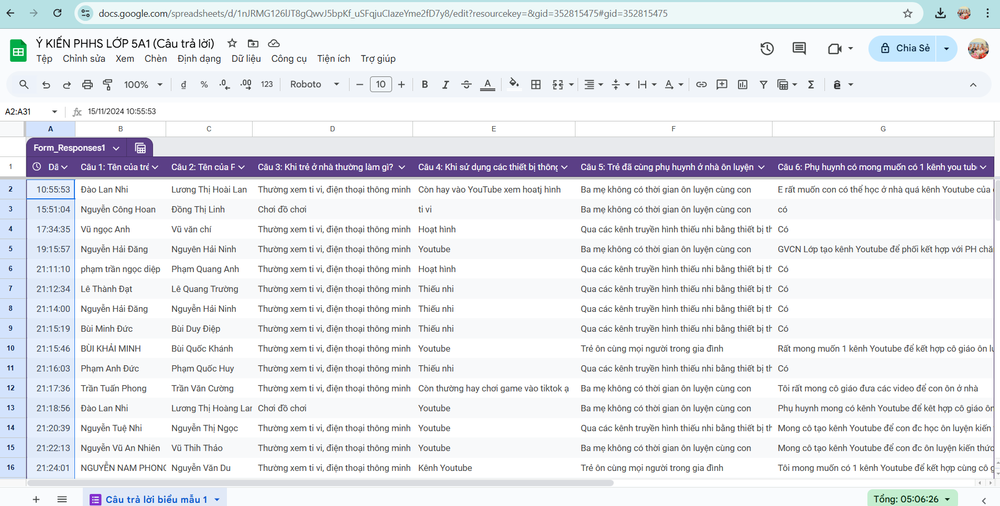 docs.google.com/spreadsheets/d/1nJRMG126lJT8gQwvJ5bpKf_uSFqjuCIazeYme2fD7y8/edit?resourcekey=&gid=352815475#gid=352815475
Ý KIẾN PHHS LỚP 5A1 (Câu trả lời)
Tệp Chỉnh sửa Xem Chèn Định dạng Dữ liệu Công cụ Tiện ích Trợ giúp
Chia Sẻ
100% đ % .0 .00 123 Roboto 10 B I A ê
A2:A31 fx 15/11/2024 10:55:53
A B C D E F G
Form_Responses1
1 Dấ Câu 1: Tên của trẻ Câu 2: Tên của P Câu 3: Khi trẻ ở nhà thường làm gì? Câu 4: Khi sử dụng các thiết bị thông Câu 5: Trẻ đã cùng phụ huynh ở nhà ôn luyện Câu 6: Phụ huynh có mong muốn có 1 kênh you tub
2 10:55:53 Đào Lan Nhi Lương Thị Hoài Lan Thường xem ti vi, điện thoại thông minh Còn hay vào YouTube xem hoatj hình Ba mẹ không có thời gian ôn luyện cùng con E rất muốn con có thể học ở nhà quá kênh Youtube của
3 15:51:04 Nguyễn Công Hoan Đồng Thị Linh Chơi đồ chơi ti vi Ba mẹ không có thời gian ôn luyện cùng con có
4 17:34:35 Vũ ngọc Anh Vũ văn chí Thường xem ti vi, điện thoại thông minh Hoạt hình Qua các kênh truyền hình thiếu nhi bằng thiết bị th Có
5 19:15:57 Nguyễn Hải Đăng Nguyên Hải Ninh Thường xem ti vi, điện thoại thông minh Youtube Ba mẹ không có thời gian ôn luyện cùng con GVCN Lớp tạo kênh Youtube để phối kết hợp với PH chă
6 21:11:10 phạm trần ngọc diệp Phạm Quang Anh Thường xem ti vi, điện thoại thông minh Hoạt hình Qua các kênh truyền hình thiếu nhi bằng thiết bị th Có
7 21:12:34 Lê Thành Đạt Lê Quang Trường Thường xem ti vi, điện thoại thông minh Thiếu nhi Qua các kênh truyền hình thiếu nhi bằng thiết bị th Có
8 21:14:00 Nguyễn Hải Đăng Nguyễn Hải Ninh Thường xem ti vi, điện thoại thông minh Thiếu nhi Qua các kênh truyền hình thiếu nhi bằng thiết bị th Có
9 21:15:19 Bùi Minh Đức Bùi Duy Điệp Thường xem ti vi, điện thoại thông minh Thiếu nhi Qua các kênh truyền hình thiếu nhi bằng thiết bị th Có
10 21:15:46 BÙI KHẢI MINH Bùi Quốc Khánh Thường xem ti vi, điện thoại thông minh Youtube Trẻ ôn cùng mọi người trong gia đình Rất mong muốn 1 kênh Youtube để kết hợp cô giáo ôn lu
11 21:16:03 Phạm Anh Đức Phạm Quốc Huy Thường xem ti vi, điện thoại thông minh Thiếu nhi Qua các kênh truyền hình thiếu nhi bằng thiết bị th Có
12 21:17:36 Trần Tuấn Phong Trần Văn Cường Thường xem ti vi, điện thoại thông minh Còn thường hay chơi game vào tiktok ạ Ba mẹ không có thời gian ôn luyện cùng con Tôi rất mong cô giáo đưa các video để con ôn ở nhà
13 21:18:56 Đào Lan Nhi Lương Thị Hoàng Lan Chơi đồ chơi Youtube Ba mẹ không có thời gian ôn luyện cùng con Phụ huynh mong có kênh Youtube để kêt hợp cô giáo ôn
14 21:20:39 Nguyễn Tuệ Nhi Nguyễn Thị Ngọc Thường xem ti vi, điện thoại thông minh Youtube Qua các kênh truyền hình thiếu nhi bằng thiết bị th Mong cô tạo kênh Youtube để con đc học ôn luyện kiến
15 21:22:13 Nguyễn Vũ An Nhiên Vũ Thih Thảo Thường xem ti vi, điện thoại thông minh Youtube Ba mẹ không có thời gian ôn luyện cùng con Mong cô tạo kênh Youtube để con đc ôn luyện kiến thức
16 21:24:01 NGUYỄN NAM PHONG Nguyễn Văn Du Thường xem ti vi, điện thoại thông minh Kênh Youtube Trẻ ôn cùng mọi người trong gia đình Tôi mong muốn có 1 kênh Youtube để kết hợp cùng cô g
Câu trả lời biểu mẫu 1 Tổng: 05:06:26